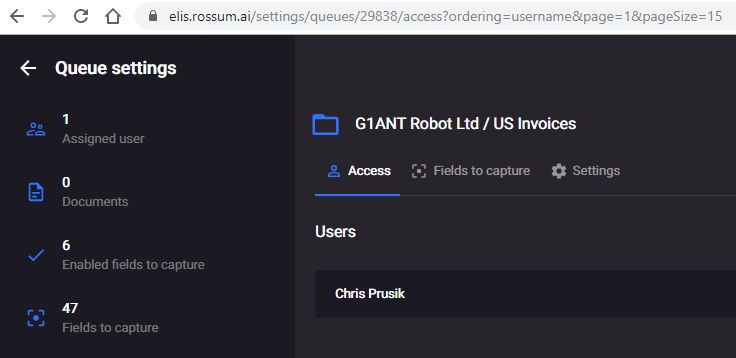 elis.rossum.ai/settings/queues/29838/access?ordering=username&page=1&pageSize=15
Queue settings
1
Assigned user
0
Documents
6
Enabled fields to capture
47
Fields to capture
G1ANT Robot Ltd / US Invoices
Access Fields to capture Settings
Users
Chris Prusik